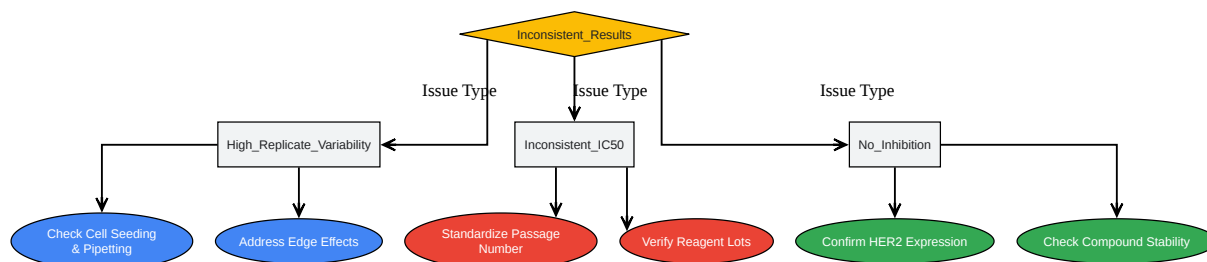 Inconsistent_Results
Issue Type
Issue Type
Issue Type
High_Replicate_Variability
Inconsistent_IC50
No_Inhibition
Check Cell Seeding
& Pipetting
Address Edge Effects
Standardize Passage
Number
Verify Reagent Lots
Confirm HER2 Expression
Check Compound Stability